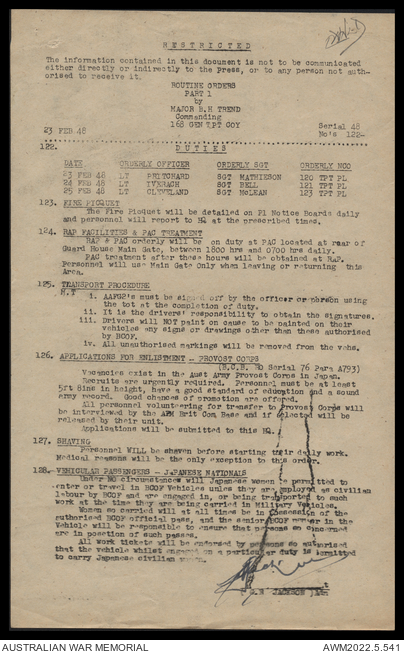 RESTRICTED
The information contained in this document is not to be communicated
either directly or indirectly to the Press, or to any person not auth-
orised to receive it.
ROUTINE ORDERS
PART 1
by
MAJOR B.H TREND
Commanding
168 GEN TPT COY
Serial 48
23 FEB 48
No's 122-
122. DUTIES
DATE ORDERLY OFFICER ORDERLY SGT ORDERLY NCO
23 FEB 48 LT PRITCHARD SGT MATHIESON 120 TPT PL
24 FEB 48 LT IVERACH SGT BELL 121 TPT PL
25 FEB 48 LT CLEVELAND SGT McLEAN 123 TPT PL
123. FIRE PICQUET
The Fire Picquet will be detailed on Pl Notice Boards daily
and personnel will report to HQ at the prescribed times.
124. RAP FACILITIES & PAC TREATMENT
RAP & PAC orderly will be on duty at PAC located at rear of
Guard House Main Gate, between 1800 hrs and 0700 hrs daily.
PAC treatment after these hours will be obtained at RAP.
Personnel will use Main Gate Only when leaving or returning this
Area.
125. TRANSPORT PROCEDURE
M.T
i. AAFG1's must be signed off by the officer or person using
the tpt at the completion of duty.
ii. It is the drivers' responsibility to obtain the signatures.
iii. Drivers will NOT paint on cause to be painted on their
vehicles any signs or drawings other than those authorised
by BCOF.
iv. All unauthorised markings will be removed from the vehs.
126. APPLICATIONS FOR ENLISTMENT - PROVOST CORPS
(B.C.B. RO Serial 76 Para A793)
Vacancies exist in the Aust Army Provost Corps in Japan.
Recruits are urgently required. Personnel must be at least
5ft 8ins in height, have a good standard of education and a sound
army record. Good chances of promotion are offered.
All personnel volunteering for transfer to Provost Corps will
be interviewed by the APM Brit Com Base and if selected will be
released by their unit.
Applications will be submitted to this HQ.
127. SHAVING
Personnel WILL be shaven before starting their daily work.
Medical reasons will be the only exception to this order.
128. VEHICULAR PASSENGERS - JAPANESE NATIONALS
Under NO circumstances will Japanese Women be permitted to
enter or travel in BCOF Vehicles unles they are employed as civilian
labour by BCOF and are engaged in, or being transported to such
work at the time they are being carried in Military Vehicles.
Women so carried will at all times be in possession of the
authorised BCOF official pass, and the senior BCOF member in the
Vehicle will be responsible to ensure that persons so concerned
are in possession of such passes.
All work tickets will be endorsed by persons so authorised
that the vehicle whilst engaged on a particular duty is permitted
to carry Japanese civilian women.
JACKSON
AUSTRALIAN WAR MEMORIAL
AWM2022.5.541